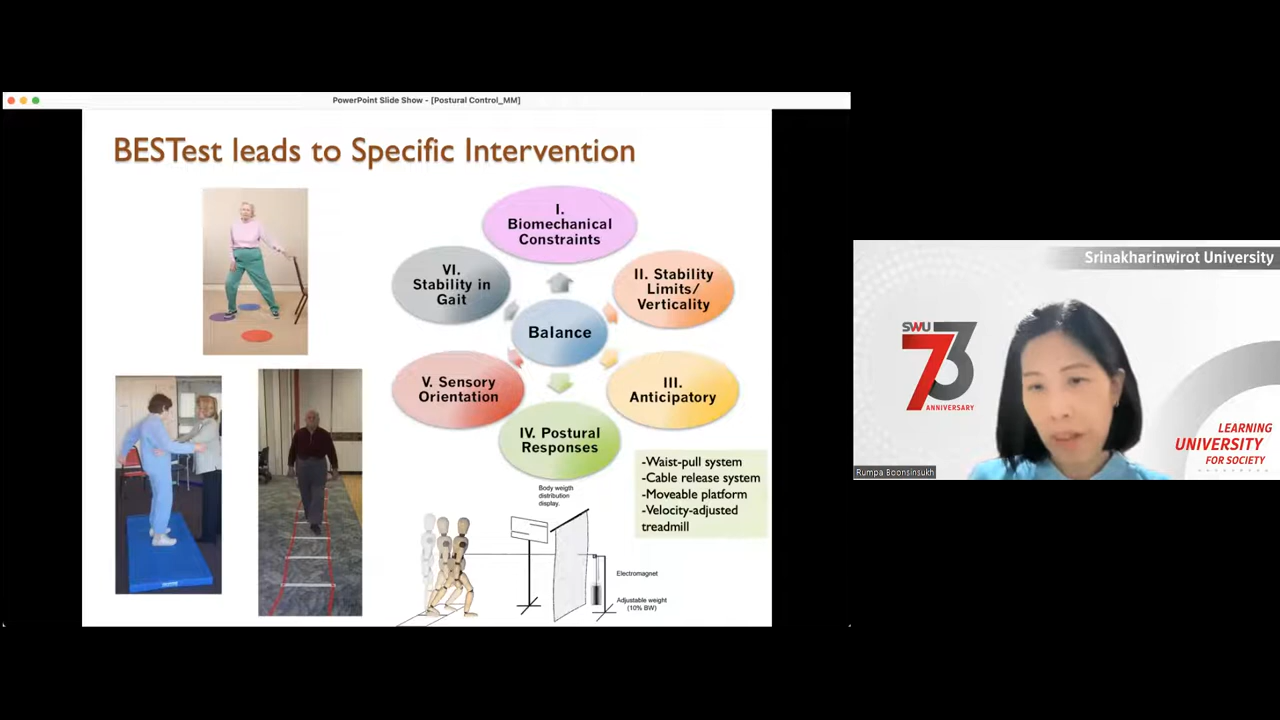 PowerPoint Slide Show - [Postural Control_MM]
BESTest leads to Specific Intervention
I.
Biomechanical
Constraints
II. Stability
Limits/
Verticality
III.
Anticipatory
IV. Postural
Responses
V. Sensory
Orientation
VI.
Stability in
Gait
Balance
-Waist-pull system
-Cable release system
-Moveable platform
-Velocity-adjusted
treadmill
Body weigth
distribution
display.
Electromagnet
Adjustable weight
(10% BW)
Srinakharinwirot University
SWU
73
ANNIVERSARY
LEARNING
UNIVERSITY
FOR SOCIETY
Rumpa Boonsinsukh